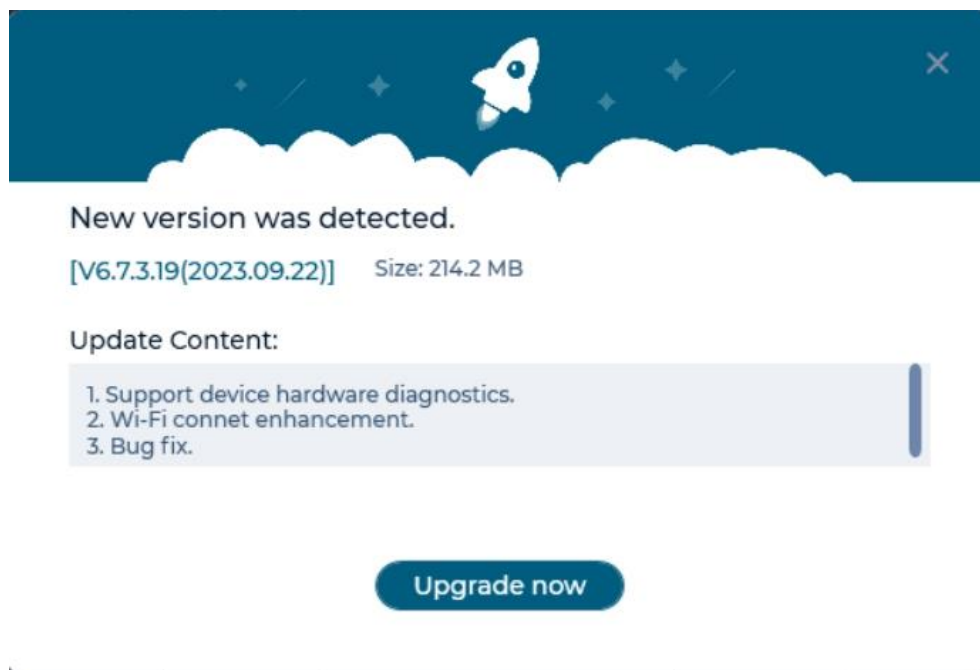 New version was detected.
[V6.7.3.19(2023.09.22)] Size: 214.2 MB
Update Content:
1. Support device hardware diagnostics.
2. Wi-Fi connet enhancement.
3. Bug fix.
Upgrade now